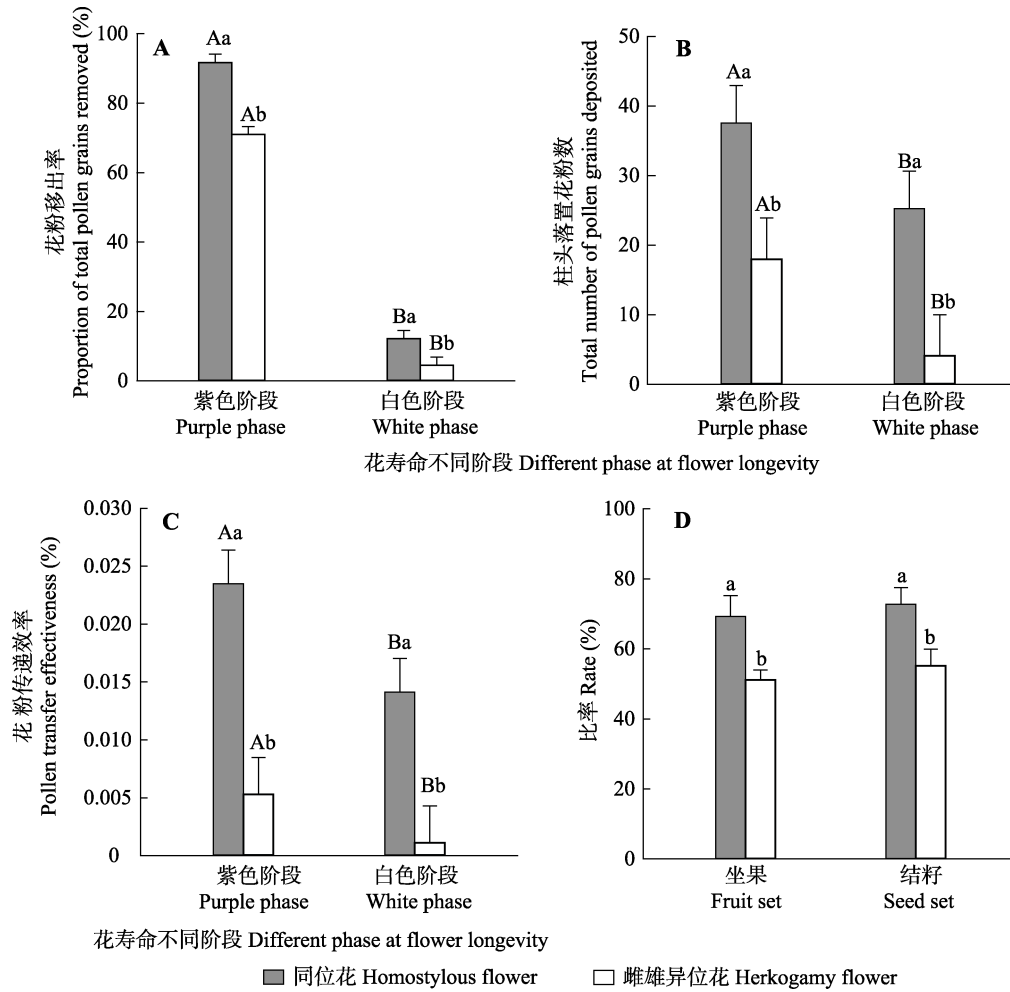 A
花粉移出率
Proportion of total pollen grains removed (%)
100
80
60
40
20
0
Aa
Ab
Ba
Bb
紫色阶段
Purple phase
白色阶段
White phase
B
柱头落置花粉数
Total number of pollen grains deposited
50
40
30
20
10
0
Aa
Ab
Ba
Bb
紫色阶段
Purple phase
白色阶段
White phase
花寿命不同阶段 Different phase at flower longevity
C
花 粉传递效率
Pollen transfer effectiveness (%)
0.030
0.025
0.020
0.015
0.010
0.005
0
Aa
Ab
Ba
Bb
紫色阶段
Purple phase
白色阶段
White phase
花寿命不同阶段 Different phase at flower longevity
D
比率 Rate (%)
100
80
60
40
20
0
a
b
a
b
坐果
Fruit set
结籽
Seed set
同位花 Homostylous flower
雌雄异位花 Herkogamy flower